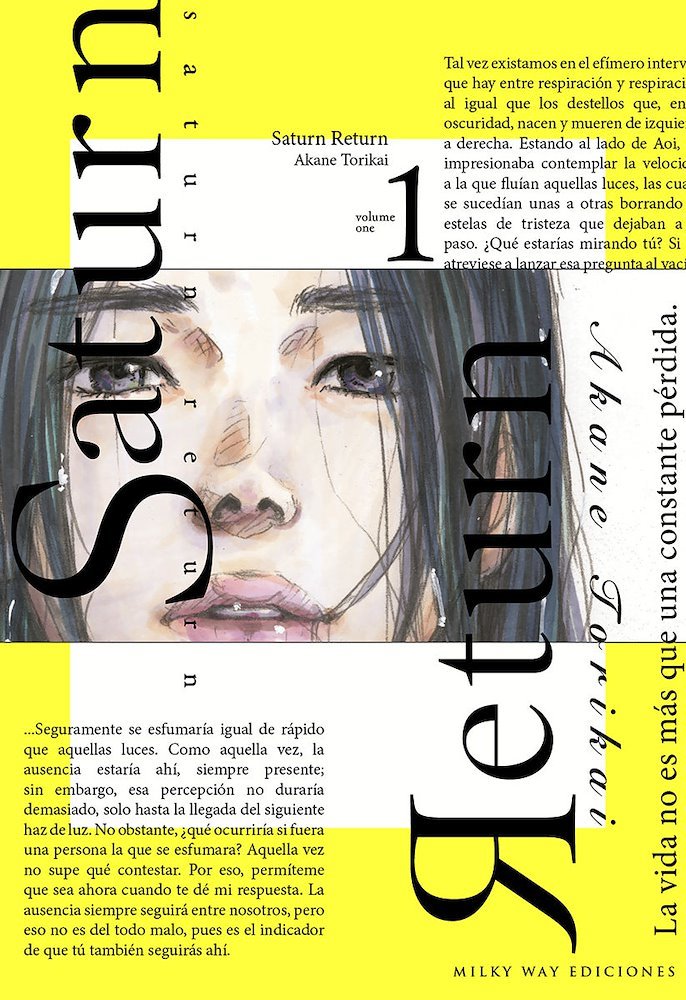 Saturn
saturn return
Saturn Return
Akane Torikai
volume
one
1
Tal vez existamos en el efímero
que hay entre respiración y
al igual que los destellos que, en
oscuridad, nacen y mueren de
a derecha. Estando al lado de Aoi,
impresionaba contemplar la
a la que fluían aquellas luces, las
se sucedían unas a otras borrando
estelas de tristeza que dejaban a
paso. ¿Qué estarías mirando tú? Si
atreviese a lanzar esa pregunta al
Return
Akane Torikai
La vida no es más que una constante pérdida.
...Seguramente se esfumaría igual de rápido
que aquellas luces. Como aquella vez, la
ausencia estaría ahí, siempre presente;
sin embargo, esa percepción no duraría
demasiado, solo hasta la llegada del siguiente
haz de luz. No obstante, ¿qué ocurriría si fuera
una persona la que se esfumara? Aquella vez
no supe qué contestar. Por eso, permíteme
que sea ahora cuando te dé mi respuesta. La
ausencia siempre seguirá entre nosotros, pero
eso no es del todo malo, pues es el indicador
de que tú también seguirás ahí.
MILKY WAY EDICIONES